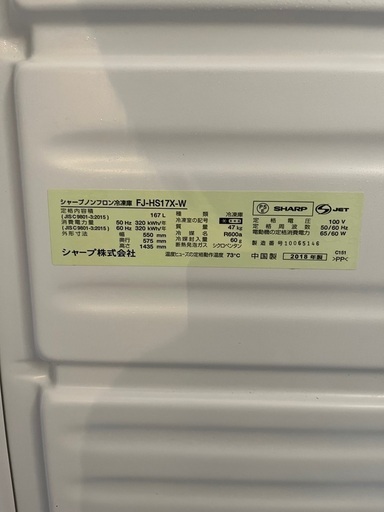 シャープノンフロン冷凍庫 FJ-HS17X-W
定格内容積 167 L
(JIS C 9801-3:2015)
消費電力量 50 Hz 320 kWh/年
(JIS C 9801-3:2015) 60 Hz 320 kWh/年
外形寸法 幅 550 mm
奥行 575 mm
高さ 1435 mm
シャープ株式会社
種類 冷凍庫
冷凍室の記号
質量 47 kg
冷媒名 R600a
冷媒封入量 60 g
断熱発泡ガス シクロペンタン
温度ヒューズの定格動作温度 73℃
SHARP JET
定格電圧 100 V
定格周波数 50/60 Hz
電動機の定格消費電力 65/60 W
製造番号 10065146
中国製 2018年製
C151
>PP<